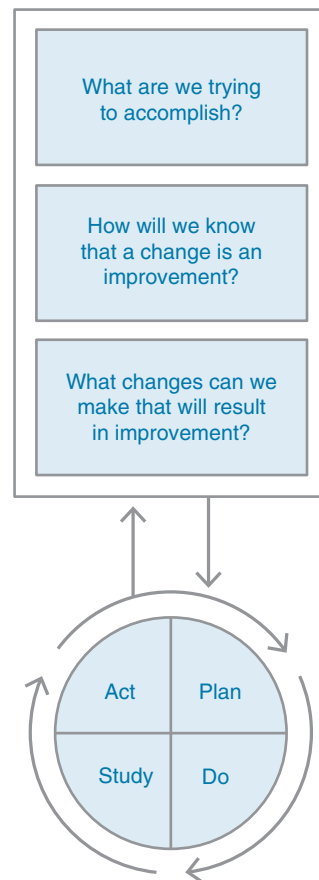 What are we trying
to accomplish?
How will we know
that a change is an
improvement?
What changes can we
make that will result
in improvement?
Act
Plan
Study
Do